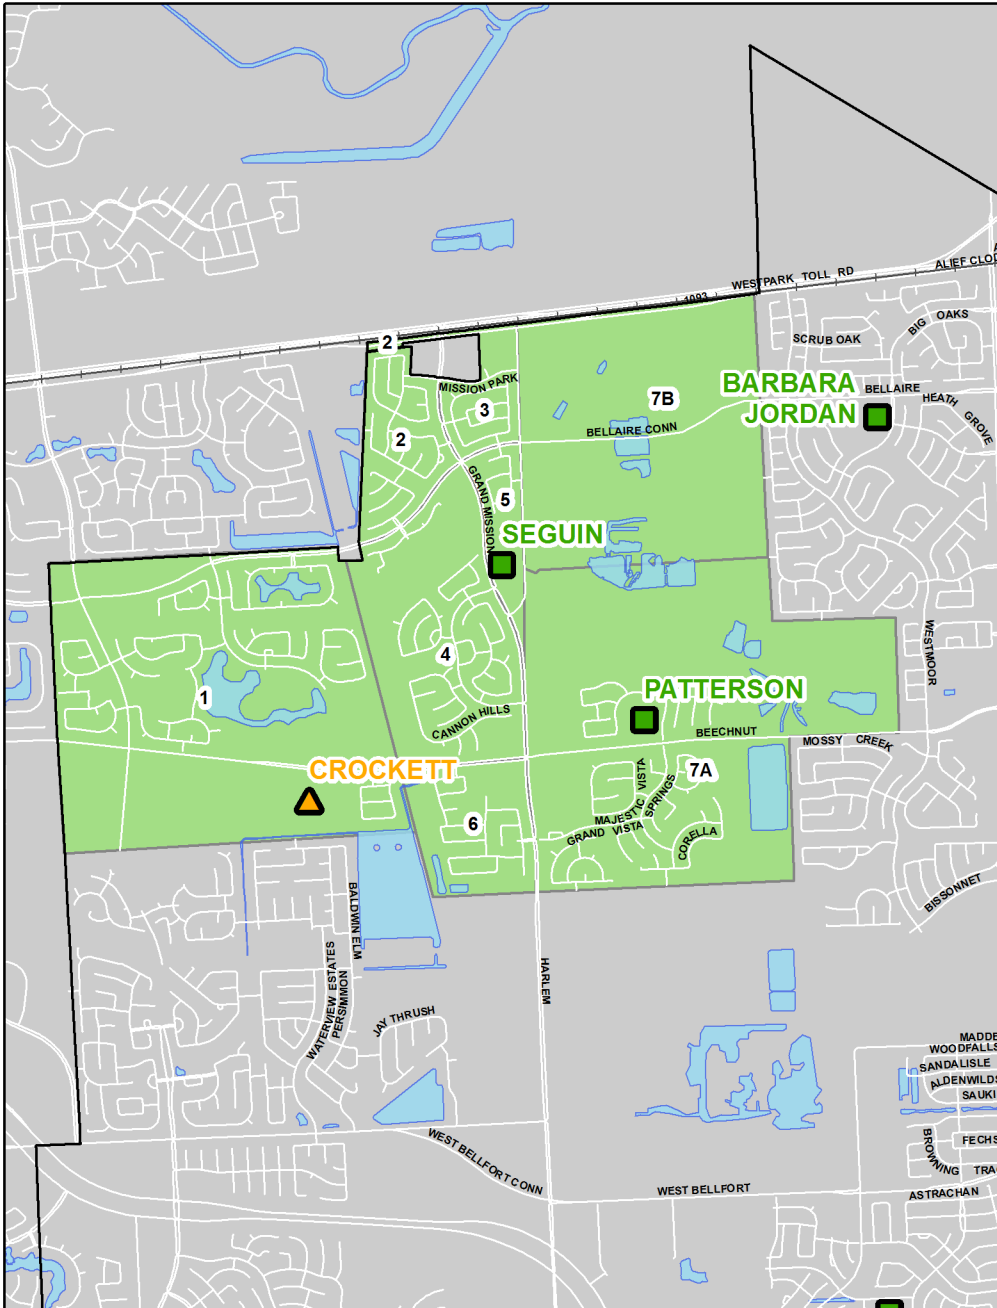 WESTPARK TOLL RD
ALIEF CLOD
1093
BIG OAKS
SCRUB OAK
2
MISSION PARK
3
7B
BARBARA
JORDAN
BELLAIRE
HEATH GROVE
BELLAIRE CONN
2
GRAND MISSION
5
SEGUIN
WESTMOOR
4
1
PATTERSON
CANNON HILLS
BEECHNUT
MOSSY CREEK
CROCKETT
7A
MAJESTIC VISTA
VISTA SPRINGS
GRAND
CORELLA
6
BISSONNET
BALDWIN ELM
WATERVIEW ESTATES
PERSIMMON
HARLEM
JAY THRUSH
MADDE
WOODFALLS
SANDALISLE
ALDENWILDS
SAUKI
WEST BELLFORT CONN
BROWNING
FECHS
TRA
WEST BELLFORT
ASTRACHAN